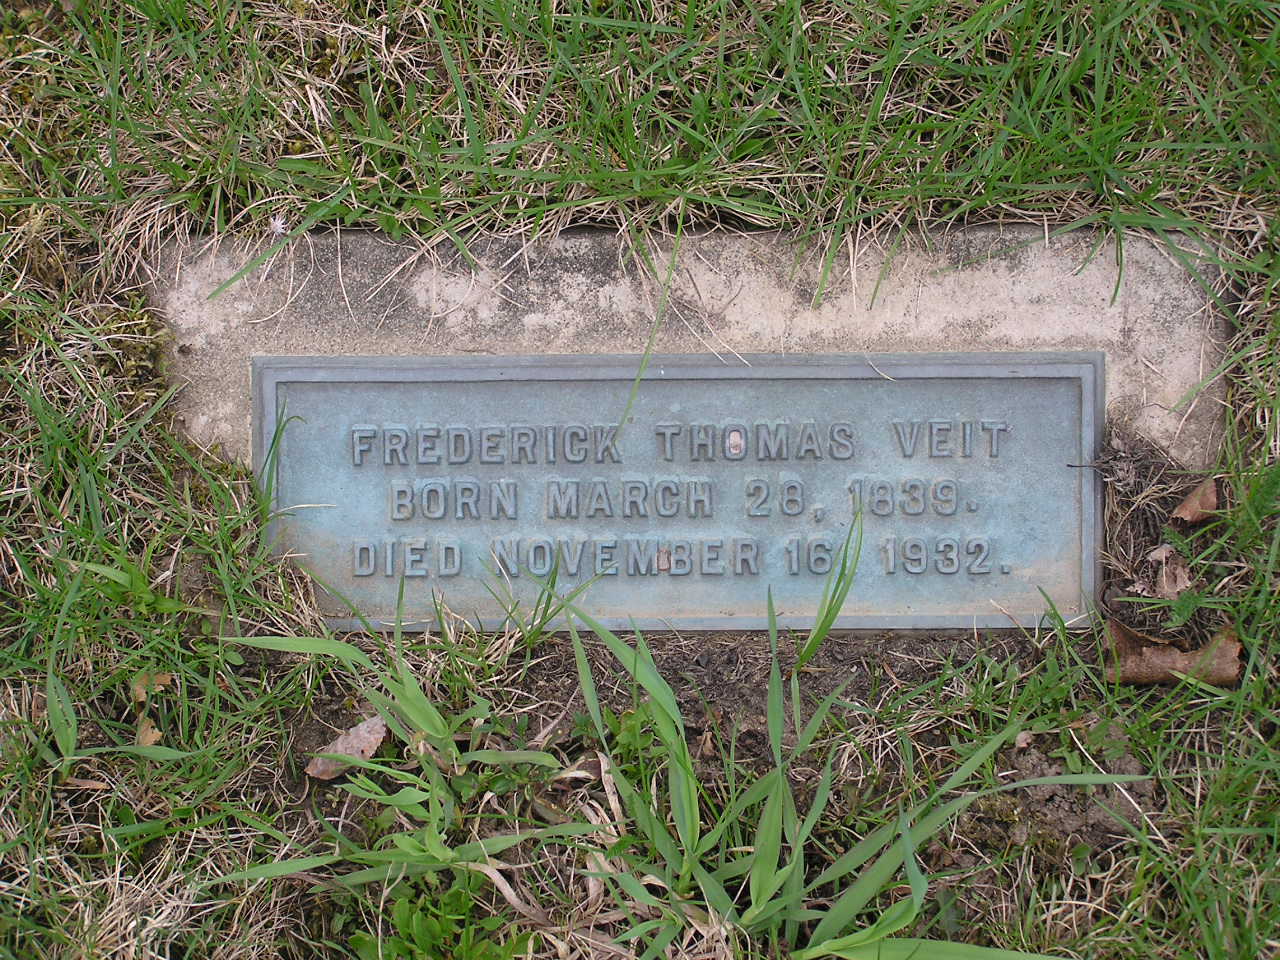 FREDERICK THOMAS VEIT
BORN MARCH 28, 1839.
DIED NOVEMBER 16, 1932.